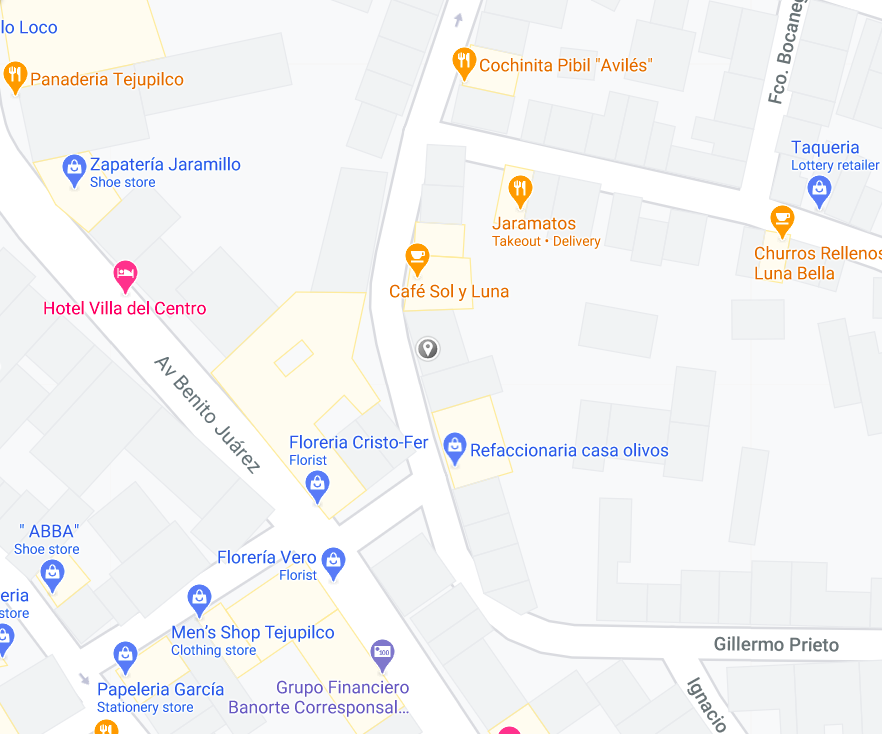 lo Loco
Panaderia Tejupilco
Cochinita Pibil "Avilés"
Fco. Bocaneg
Zapatería Jaramillo
Shoe store
Taqueria
Lottery retailer
Jaramatos
Takeout • Delivery
Churros Rellenos
Luna Bella
Café Sol y Luna
Hotel Villa del Centro
Av Benito Juárez
Floreria Cristo-Fer
Florist
Refaccionaria casa olivos
" ABBA"
Shoe store
Florería Vero
Florist
eria
store
Men's Shop Tejupilco
Clothing store
Gillermo Prieto
Papeleria García
Stationery store
100
Grupo Financiero
Banorte Corresponsal...
Ignacio